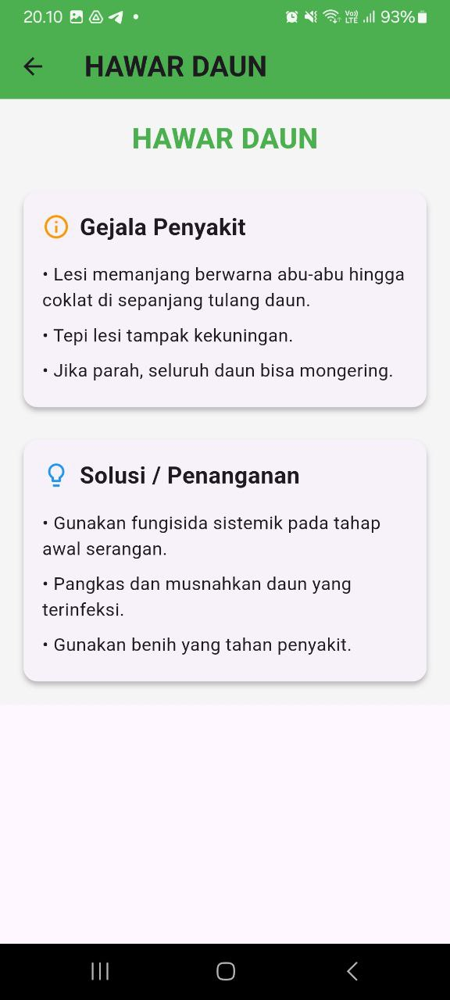 20.10
Vo))
LTE
93%
HAWAR DAUN
HAWAR DAUN
Gejala Penyakit
• Lesi memanjang berwarna abu-abu hingga
coklat di sepanjang tulang daun.
• Tepi lesi tampak kekuningan.
• Jika parah, seluruh daun bisa mongering.
Solusi / Penanganan
• Gunakan fungisida sistemik pada tahap
awal serangan.
• Pangkas dan musnahkan daun yang
terinfeksi.
• Gunakan benih yang tahan penyakit.